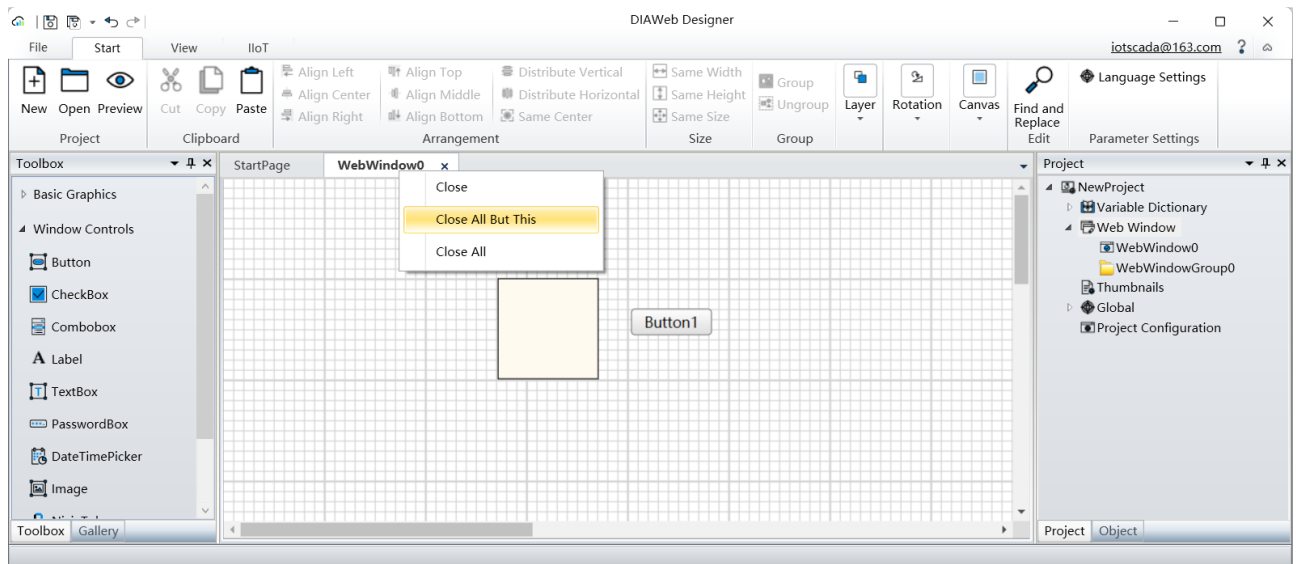 DIAWeb Designer
File Start View IIoT iotscada@163.com ?
New Open Preview
Project
Cut Copy Paste
Clipboard
Align Left Align Top Distribute Vertical
Align Center Align Middle Distribute Horizontal
Align Right Align Bottom Same Center
Arrangement
Same Width
Same Height
Same Size
Size
Group
Ungroup
Group
Layer Rotation Canvas
Find and
Replace
Edit
Language Settings
Parameter Settings
Toolbox
Basic Graphics
Window Controls
Button
CheckBox
Combobox
A Label
TextBox
PasswordBox
DateTimePicker
Image
Toolbox Gallery
StartPage WebWindow0 x
Close
Close All But This
Close All
Button1
Project
NewProject
Variable Dictionary
Web Window
WebWindow0
WebWindowGroup0
Thumbnails
Global
Project Configuration
Project Object